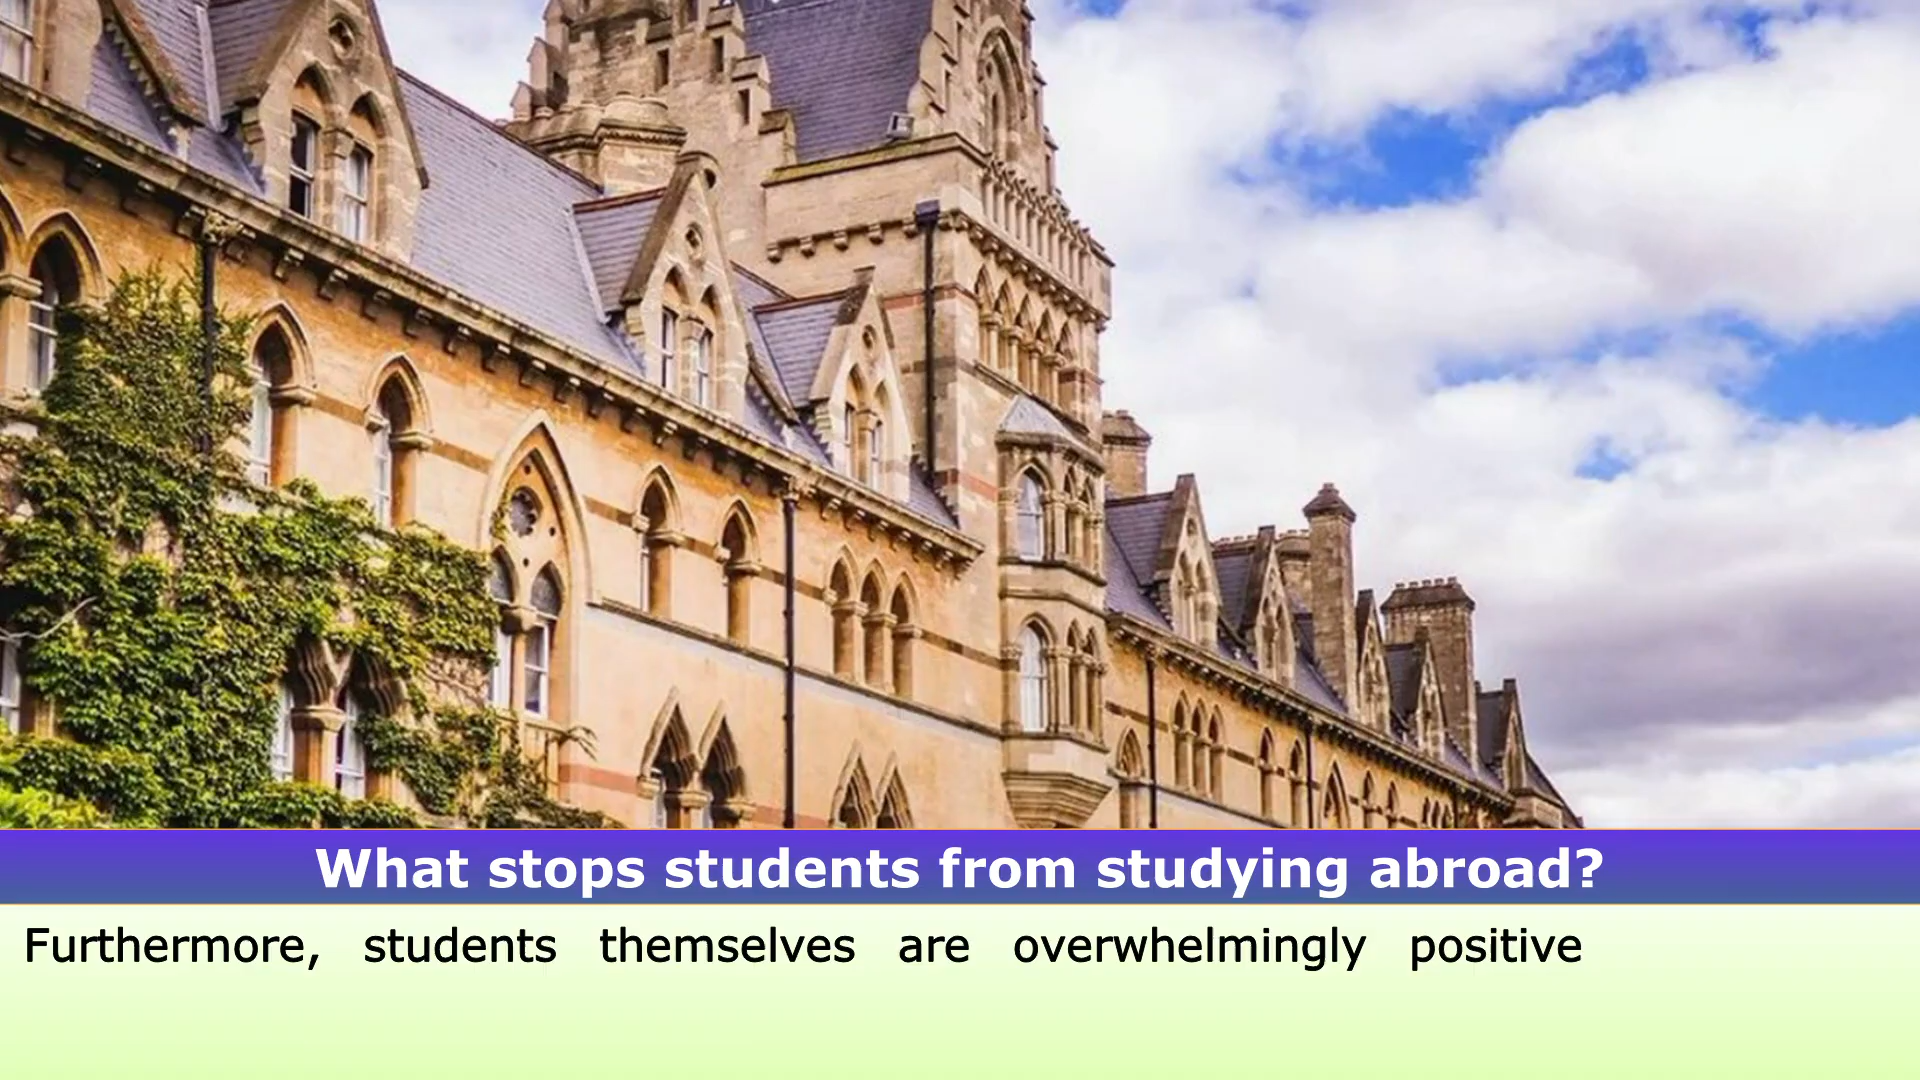 What stops students from studying abroad?
Furthermore, students themselves are overwhelmingly positive